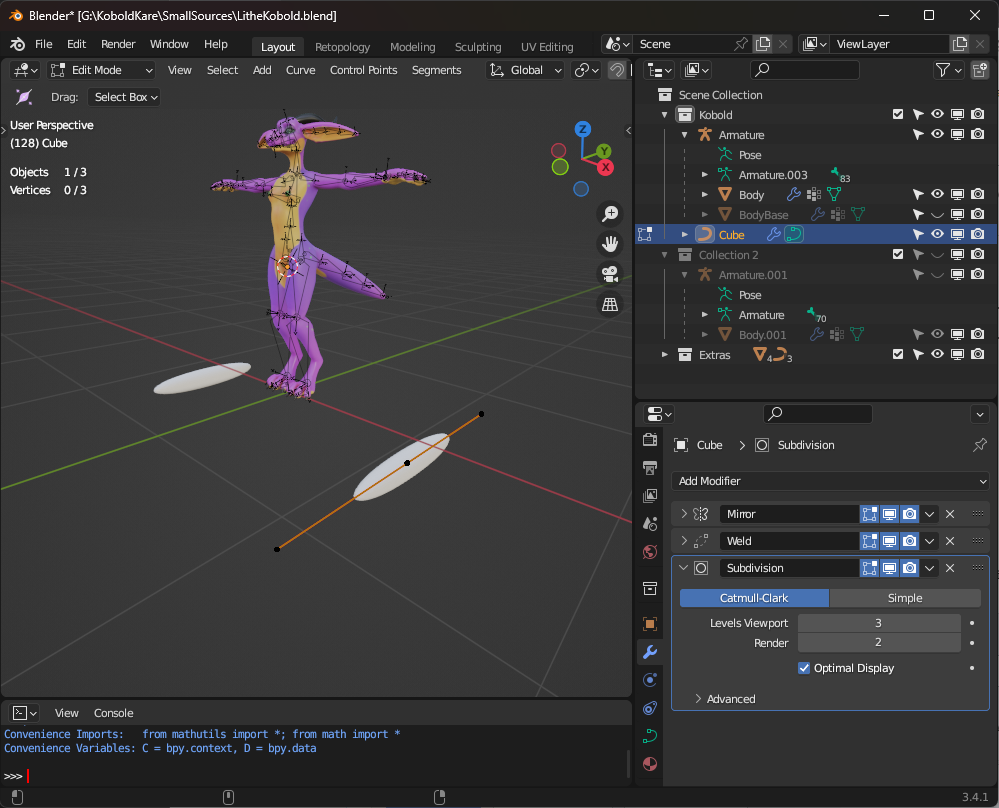 Blender* [G:\KoboldKare\SmallSources\LitheKobold.blend]
File Edit Render Window Help Layout Retopology Modeling Sculpting UV Editing Scene ViewLayer
Edit Mode View Select Add Curve Control Points Segments Global
Drag: Select Box
User Perspective
(128) Cube
Objects 1 / 3
Vertices 0 / 3
Z
Y
X
Scene Collection
Kobold
Armature
Pose
Armature.003 83
Body
BodyBase
Cube
Collection 2
Armature.001
Pose
Armature 70
Body.001
Extras 4 3
Cube > Subdivision
Add Modifier
Mirror
Weld
Subdivision
Catmull-Clark Simple
Levels Viewport 3
Render 2
Optimal Display
Advanced
View Console
Convenience Imports: from mathutils import *; from math import *
Convenience Variables: C = bpy.context, D = bpy.data
>>>
3.4.1